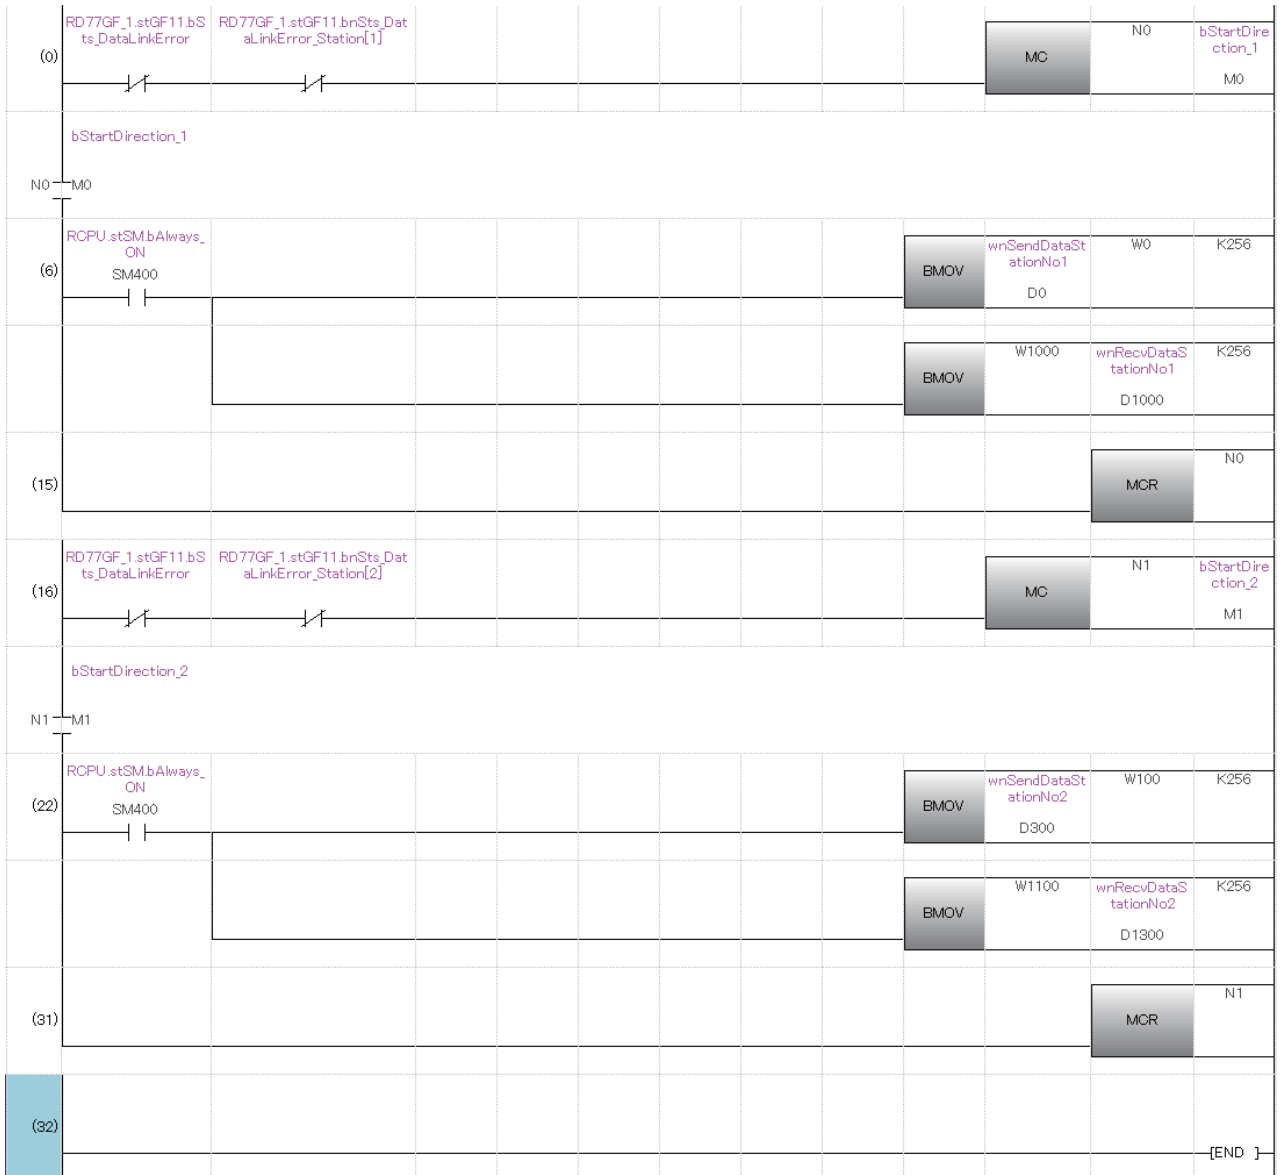 RD77GF_1.stGF11.bS
ts_DataLinkError
RD77GF_1.stGF11.bnSts_Dat
aLinkError_Station[1]
(0)
MC
N0
bStartDire
ction_1
M0
bStartDirection_1
N0
M0
RCPU.stSM.bAlways_
ON
SM400
(6)
BMOV
wnSendDataSt
ationNo1
D0
W0
K256
BMOV
W1000
wnRecvDataS
tationNo1
D1000
K256
(15)
MCR
N0
RD77GF_1.stGF11.bS
ts_DataLinkError
RD77GF_1.stGF11.bnSts_Dat
aLinkError_Station[2]
(16)
MC
N1
bStartDire
ction_2
M1
bStartDirection_2
N1
M1
RCPU.stSM.bAlways_
ON
SM400
(22)
BMOV
wnSendDataSt
ationNo2
D300
W100
K256
BMOV
W1100
wnRecvDataS
tationNo2
D1300
K256
(31)
MCR
N1
(32)
[END ]